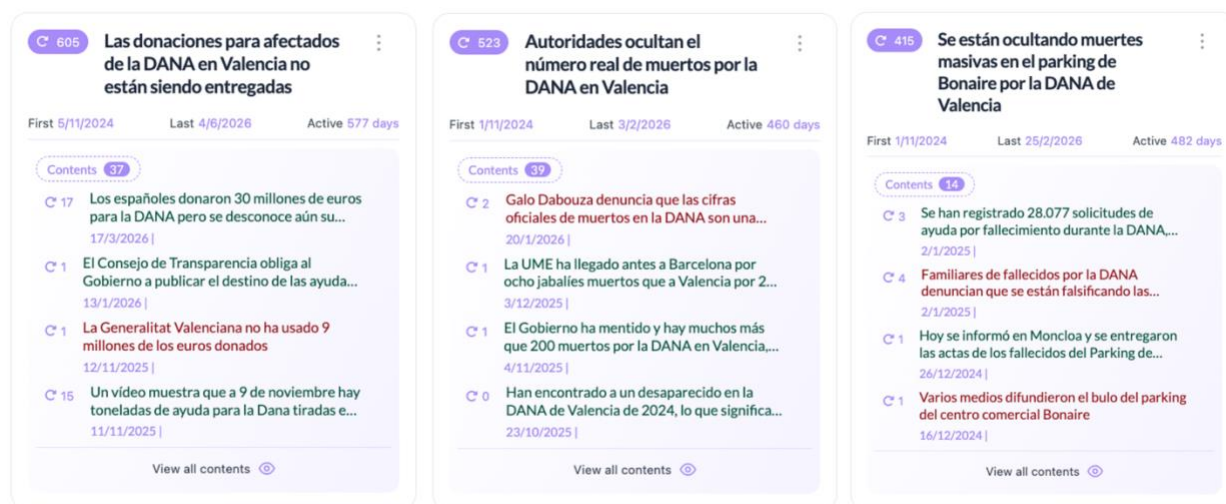 605
Las donaciones para afectados
de la DANA en Valencia no
están siendo entregadas
First 5/11/2024 Last 4/6/2026 Active 577 days
Contents 37
17 Los españoles donaron 30 millones de euros
para la DANA pero se desconoce aún su...
17/3/2026 |
1 El Consejo de Transparencia obliga al
Gobierno a publicar el destino de las ayuda...
13/1/2026 |
1 La Generalitat Valenciana no ha usado 9
millones de los euros donados
12/11/2025 |
15 Un vídeo muestra que a 9 de noviembre hay
toneladas de ayuda para la Dana tiradas e...
11/11/2025 |
View all contents
523
Autoridades ocultan el
número real de muertos por la
DANA en Valencia
First 1/11/2024 Last 3/2/2026 Active 460 days
Contents 39
2 Galo Dabouza denuncia que las cifras
oficiales de muertos en la DANA son una...
20/1/2026 |
1 La UME ha llegado antes a Barcelona por
ocho jabalíes muertos que a Valencia por 2...
3/12/2025 |
1 El Gobierno ha mentido y hay muchos más
que 200 muertos por la DANA en Valencia,...
4/11/2025 |
0 Han encontrado a un desaparecido en la
DANA de Valencia de 2024, lo que significa...
23/10/2025 |
View all contents
415
Se están ocultando muertes
masivas en el parking de
Bonaire por la DANA de
Valencia
First 1/11/2024 Last 25/2/2026 Active 482 days
Contents 14
3 Se han registrado 28.077 solicitudes de
ayuda por fallecimiento durante la DANA,...
2/1/2025 |
4 Familiares de fallecidos por la DANA
denuncian que se están falsificando las...
2/1/2025 |
1 Hoy se informó en Moncloa y se entregaron
las actas de los fallecidos del Parking de...
26/12/2024 |
1 Varios medios difundieron el bulo del parking
del centro comercial Bonaire
16/12/2024 |
View all contents